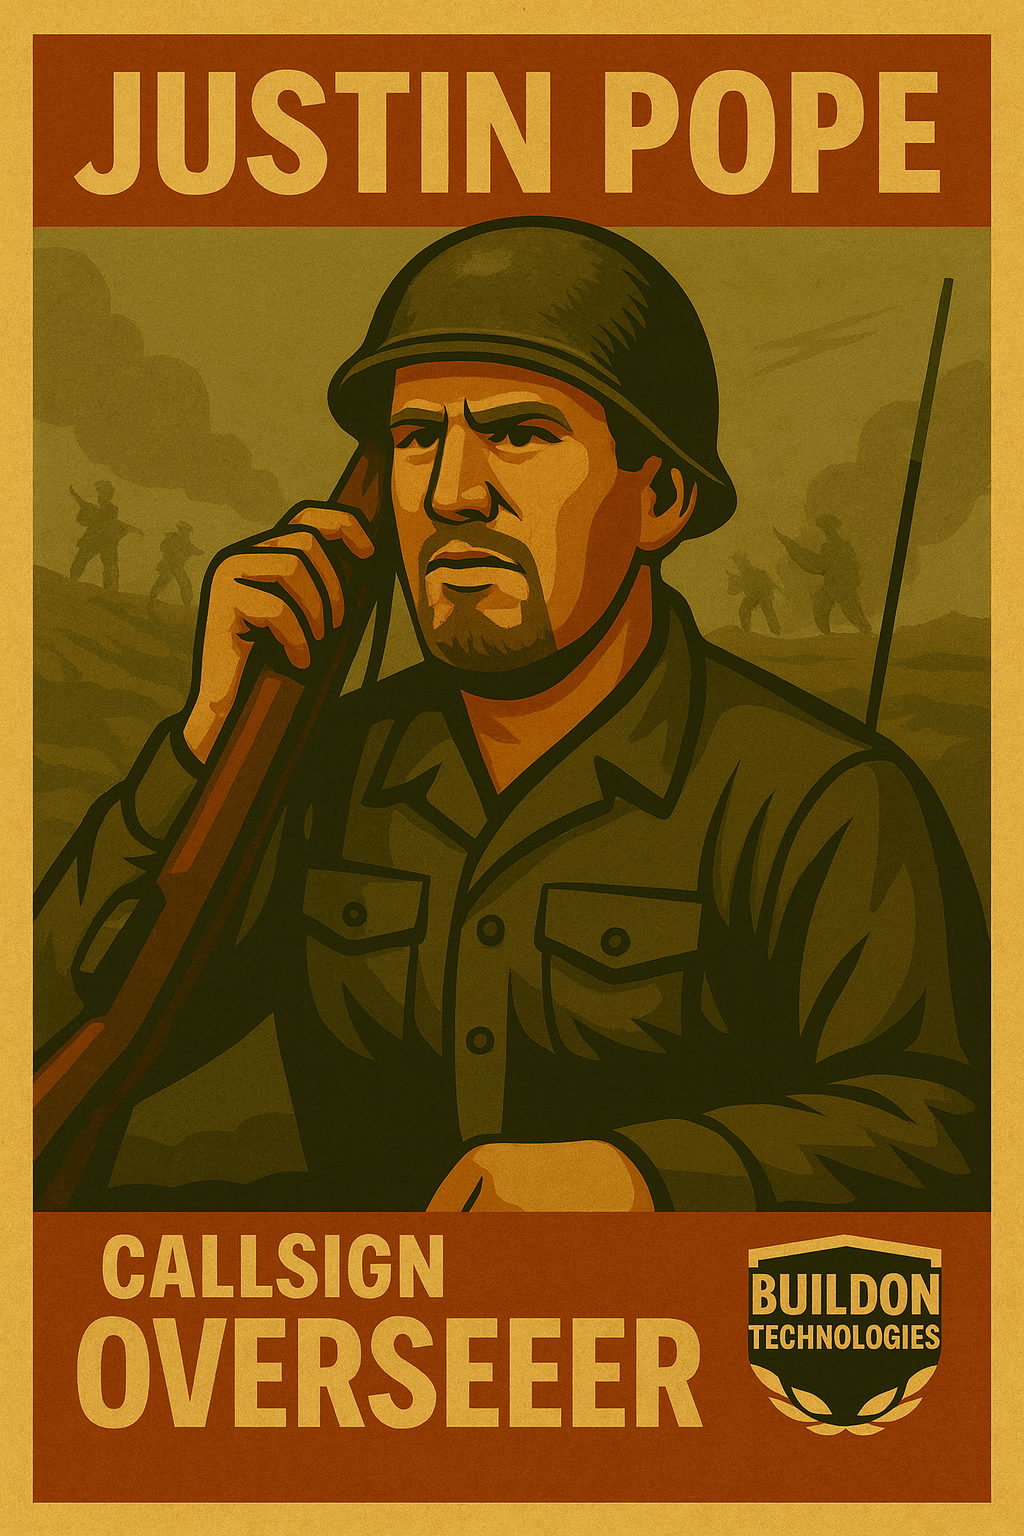 JUSTIN POPE
CALLSIGN
OVERSEEER
BUILDON
TECHNOLOGIES